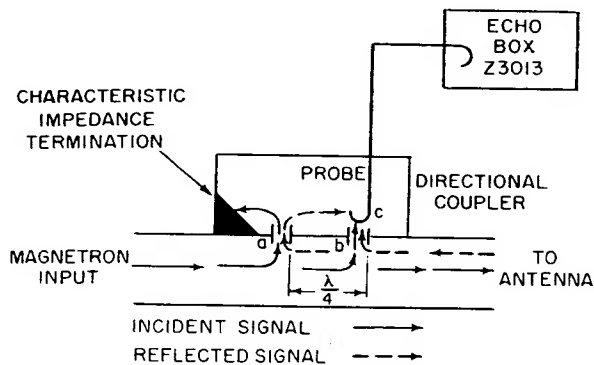 ECHO
BOX
Z3013
CHARACTERISTIC
IMPEDANCE
TERMINATION
PROBE
DIRECTIONAL
COUPLER
c
a
b
MAGNETRON
INPUT
TO
ANTENNA
λ
4
INCIDENT SIGNAL
REFLECTED SIGNAL